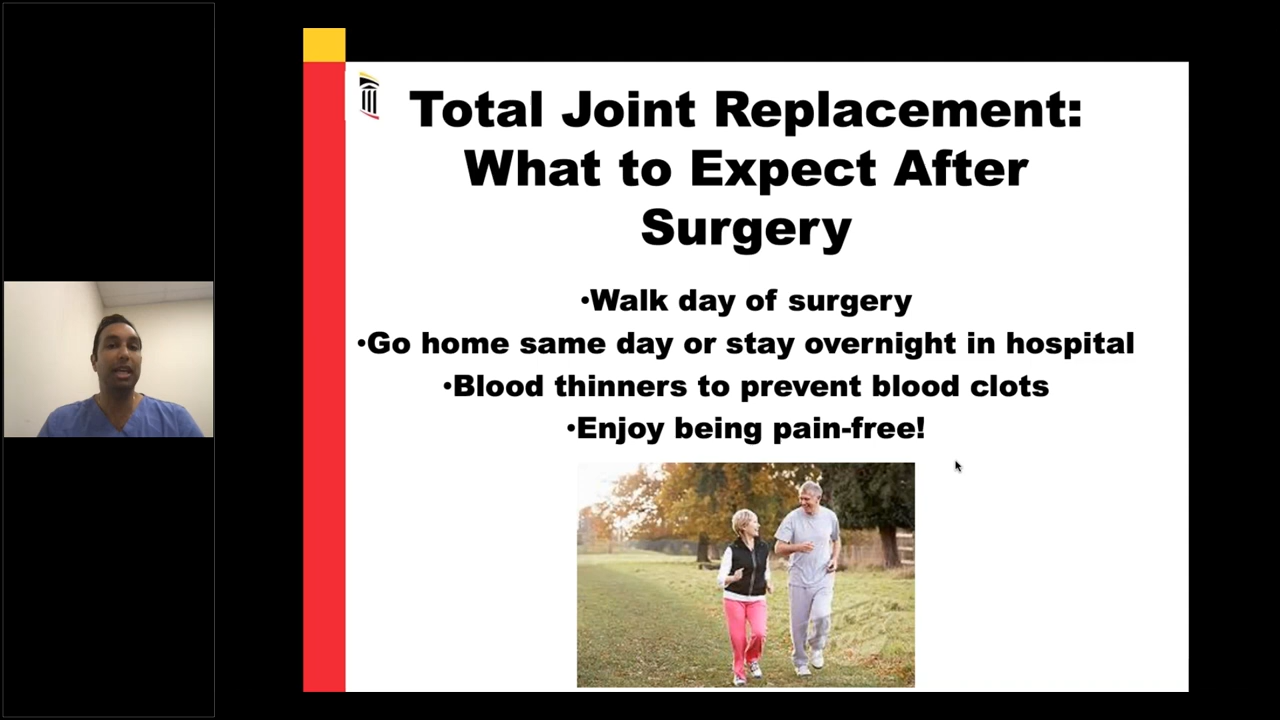 Total Joint Replacement:
What to Expect After
Surgery
•Walk day of surgery
•Go home same day or stay overnight in hospital
•Blood thinners to prevent blood clots
•Enjoy being pain-free!